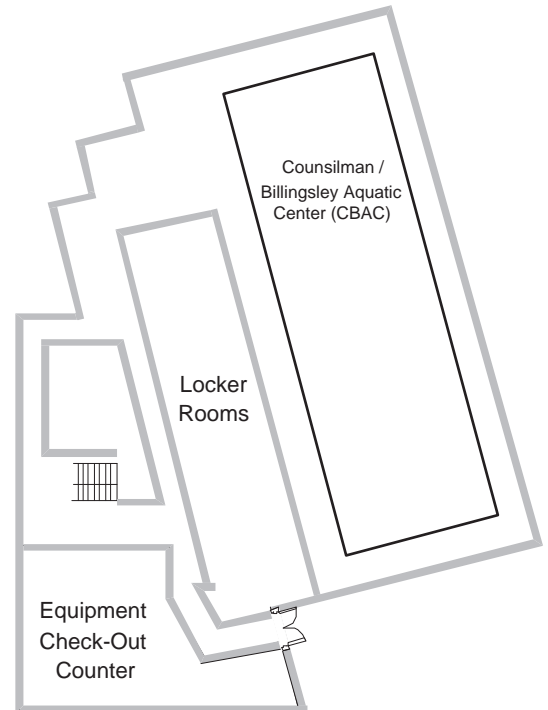 Counsilman /
Billingsley Aquatic
Center (CBAC)
Locker
Rooms
Equipment
Check-Out
Counter